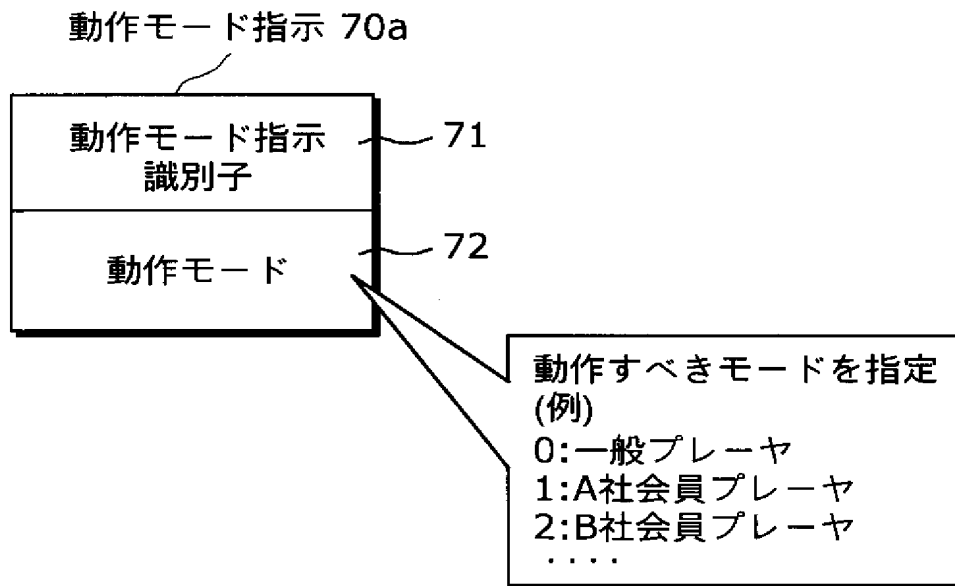 動作モード指示 70a
動作モード指示
識別子
71
動作モード
72
動作すべきモードを指定
(例)
0:一般プレーヤ
1:A社会員プレーヤ
2:B社会員プレーヤ
････